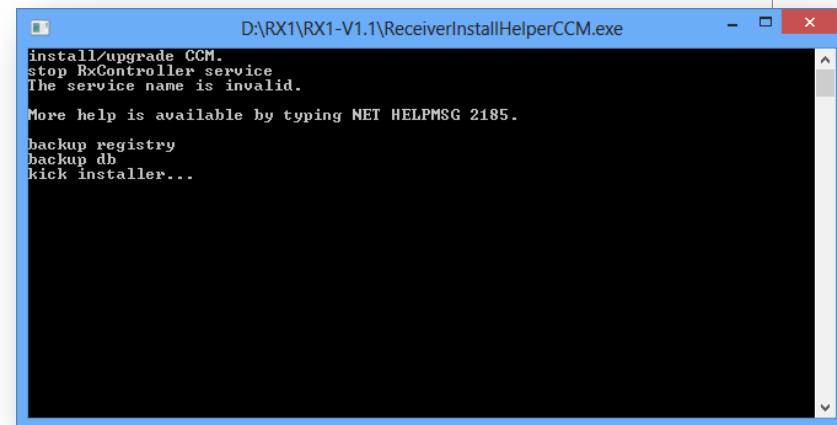 D:\RX1\RX1-V1.1\ReceiverInstallHelperCCM.exe
install/upgrade CCM.
stop RxController service
The service name is invalid.
More help is available by typing NET HELPMSG 2185.
backup registry
backup db
kick installer...